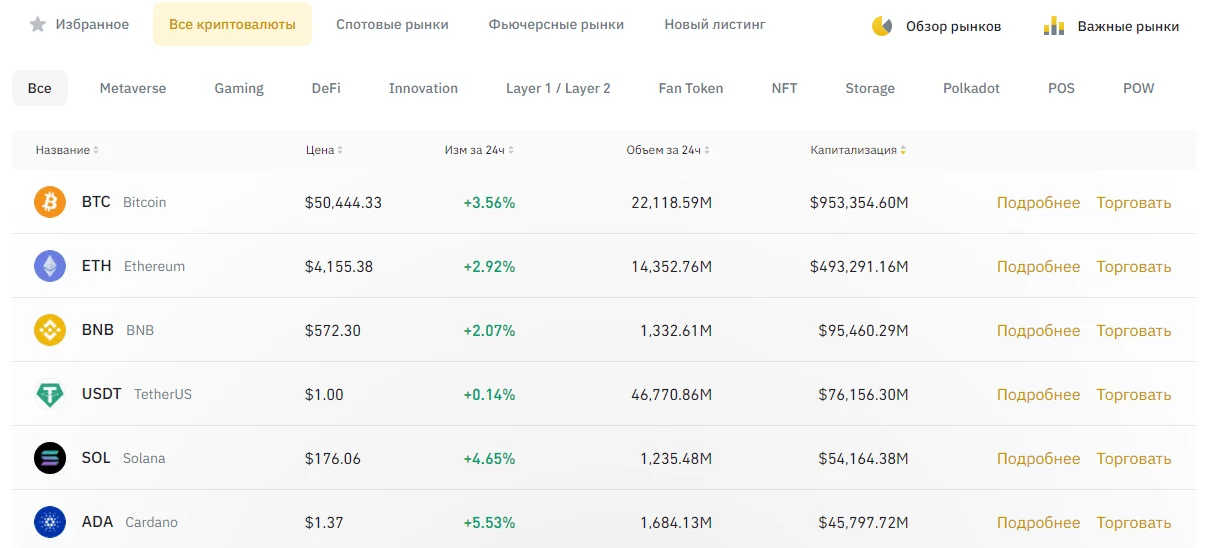 Избранное Все криптовалюты Спотовые рынки Фьючерсные рынки Новый листинг Обзор рынков Важные рынки
Все Metaverse Gaming DeFi Innovation Layer 1 / Layer 2 Fan Token NFT Storage Polkadot POS POW
Название Цена Изм за 24ч Объем за 24ч Капитализация
BTC Bitcoin $50,444.33 +3.56% 22,118.59M $953,354.60M Подробнее Торговать
ETH Ethereum $4,155.38 +2.92% 14,352.76M $493,291.16M Подробнее Торговать
BNB BNB $572.30 +2.07% 1,332.61M $95,460.29M Подробнее Торговать
USDT TetherUS $1.00 +0.14% 46,770.86M $76,156.30M Подробнее Торговать
SOL Solana $176.06 +4.65% 1,235.48M $54,164.38M Подробнее Торговать
ADA Cardano $1.37 +5.53% 1,684.13M $45,797.72M Подробнее Торговать